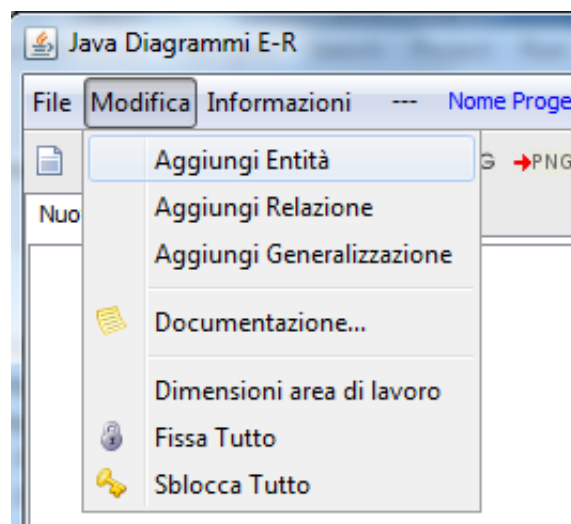 Java Diagrammi E-R
File Modifica Informazioni --- Nome Proge
G →PNG
Nuo
Aggiungi Entità
Aggiungi Relazione
Aggiungi Generalizzazione
Documentazione...
Dimensioni area di lavoro
Fissa Tutto
Sblocca Tutto